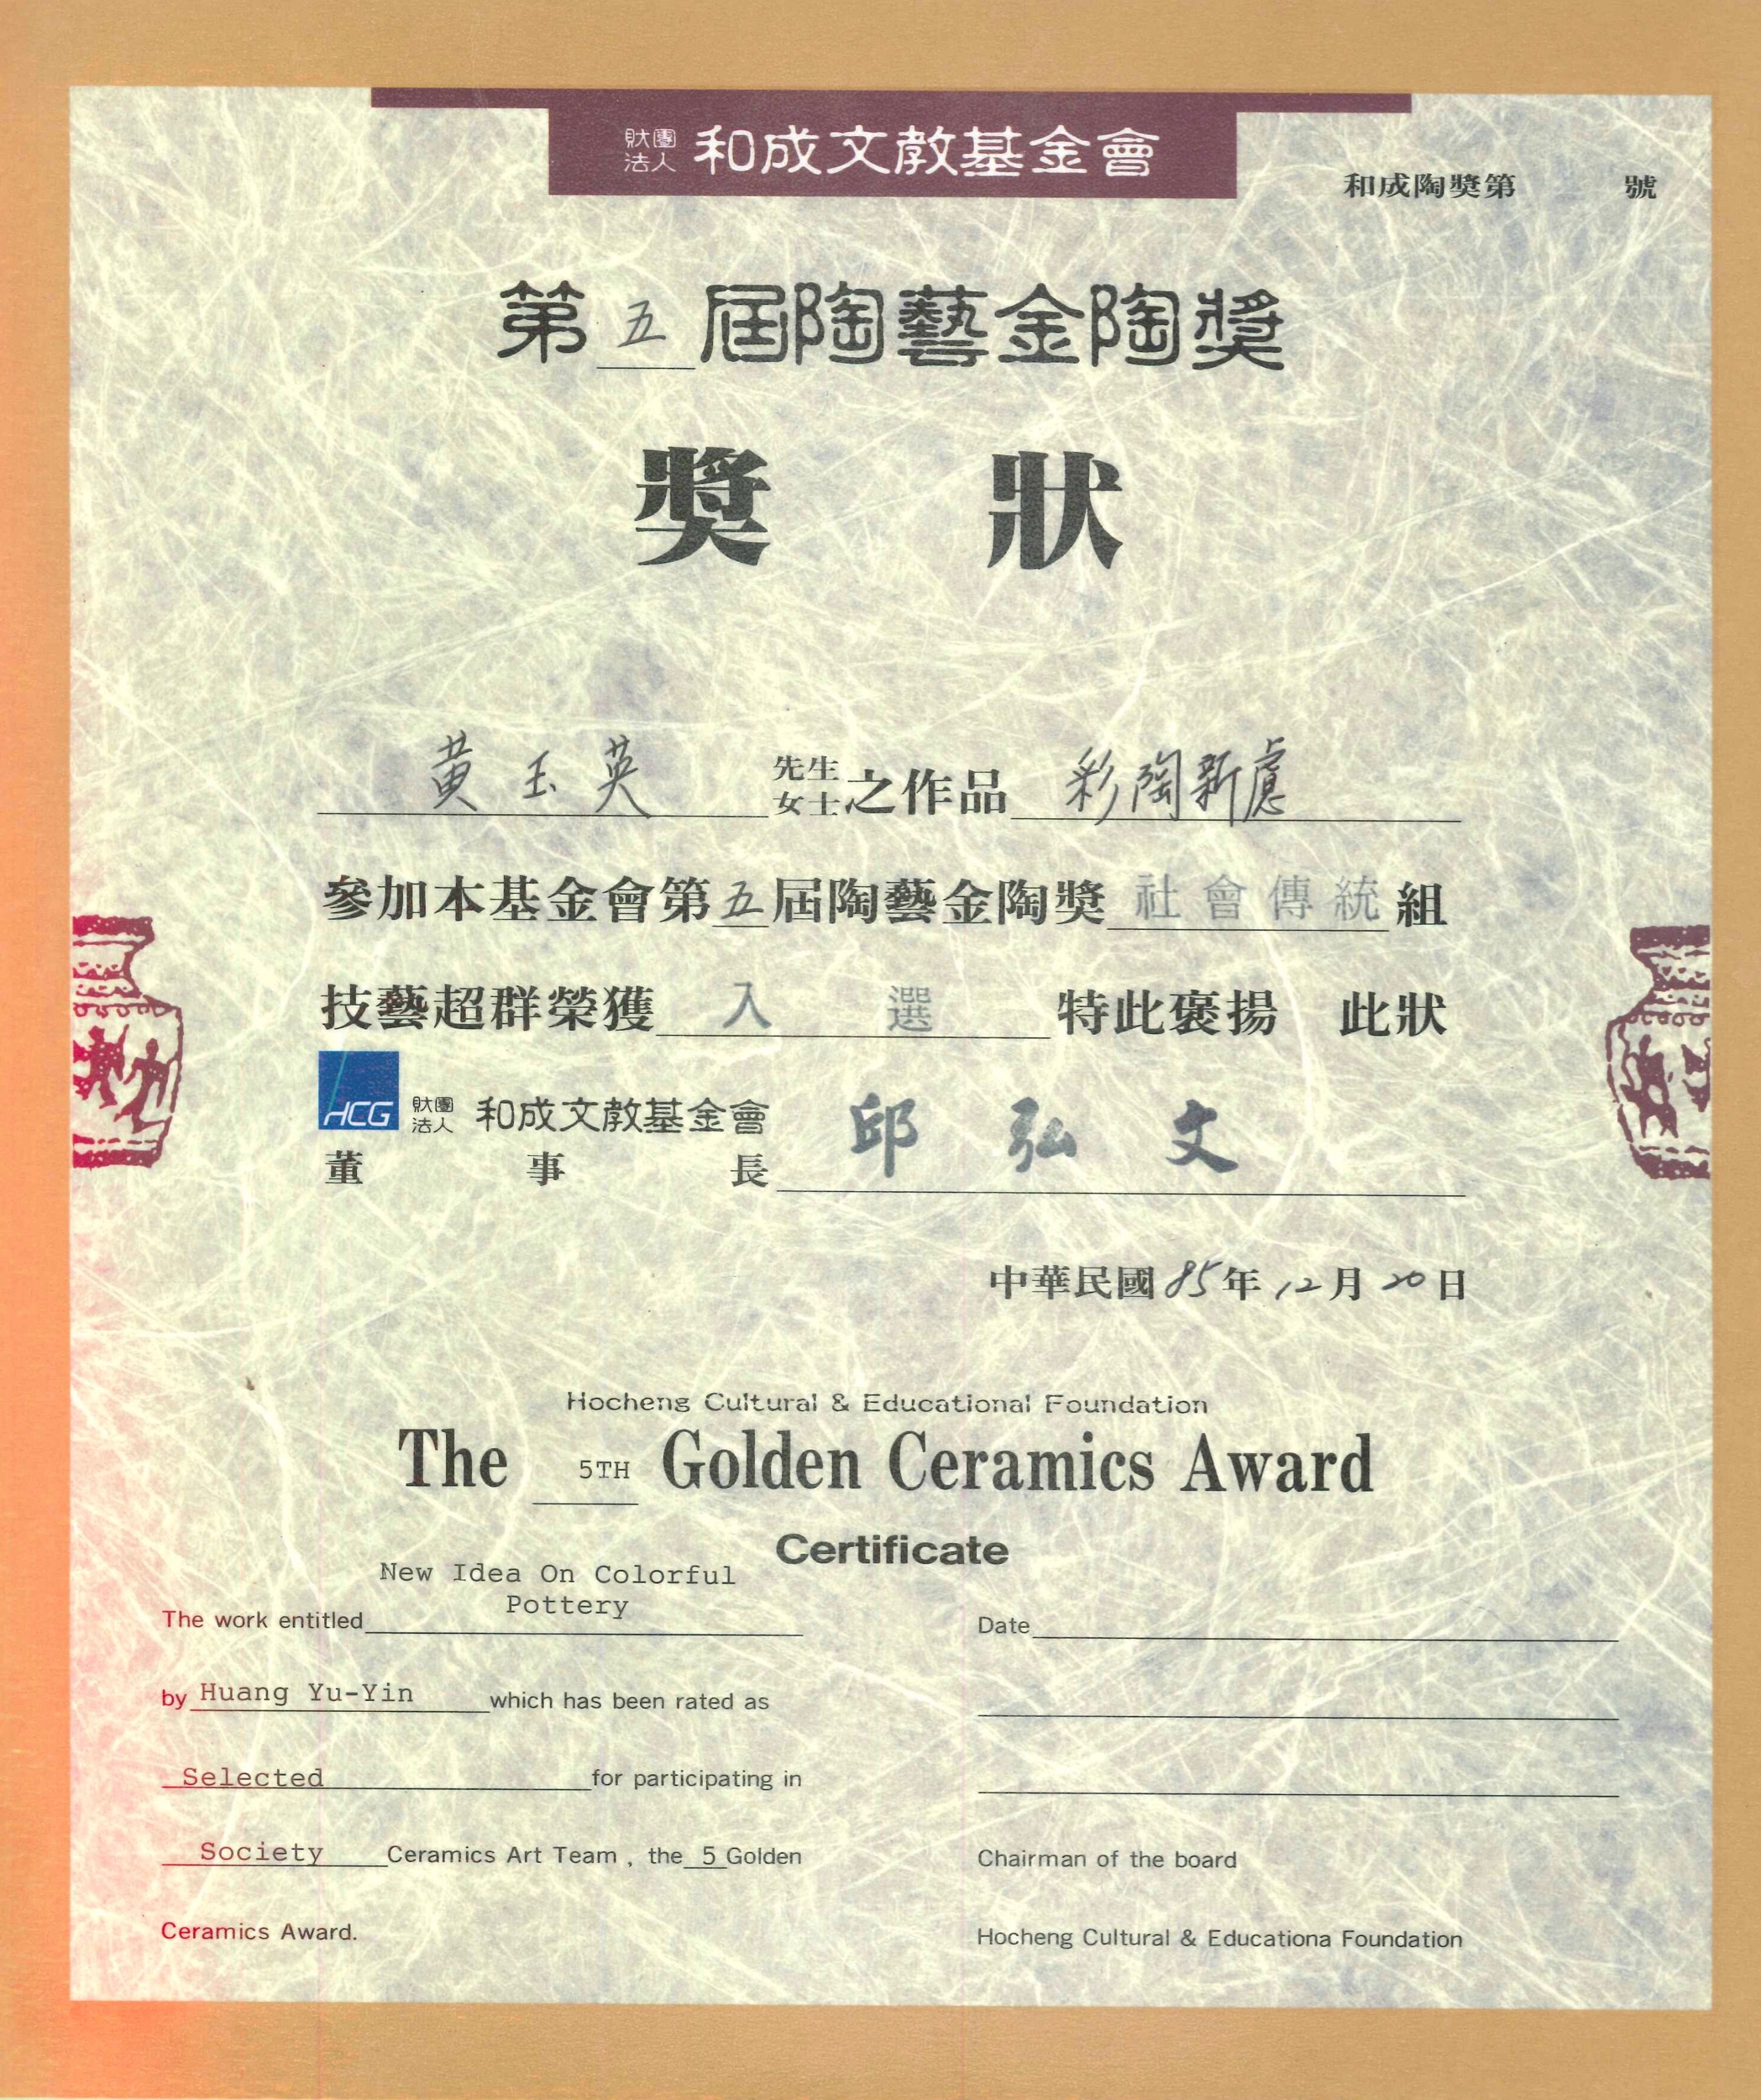 財團法人 和成文教基金會
和成陶獎第 號
第五屆陶藝金陶獎
獎 狀
黃玉英 先生女士之作品 彩陶新慮
參加本基金會第五屆陶藝金陶獎 社會傳統 組
技藝超群榮獲 入 選 特此褒揚 此狀
HCG 財團法人 和成文教基金會
董 事 長 邱 弘 文
中華民國85年12月20日
Hocheng Cultural & Educational Foundation
The 5TH Golden Ceramics Award
Certificate
New Idea On Colorful
Pottery
The work entitled
Date
by Huang Yu-Yin which has been rated as
Selected for participating in
Society Ceramics Art Team , the 5 Golden
Chairman of the board
Ceramics Award.
Hocheng Cultural & Educationa Foundation